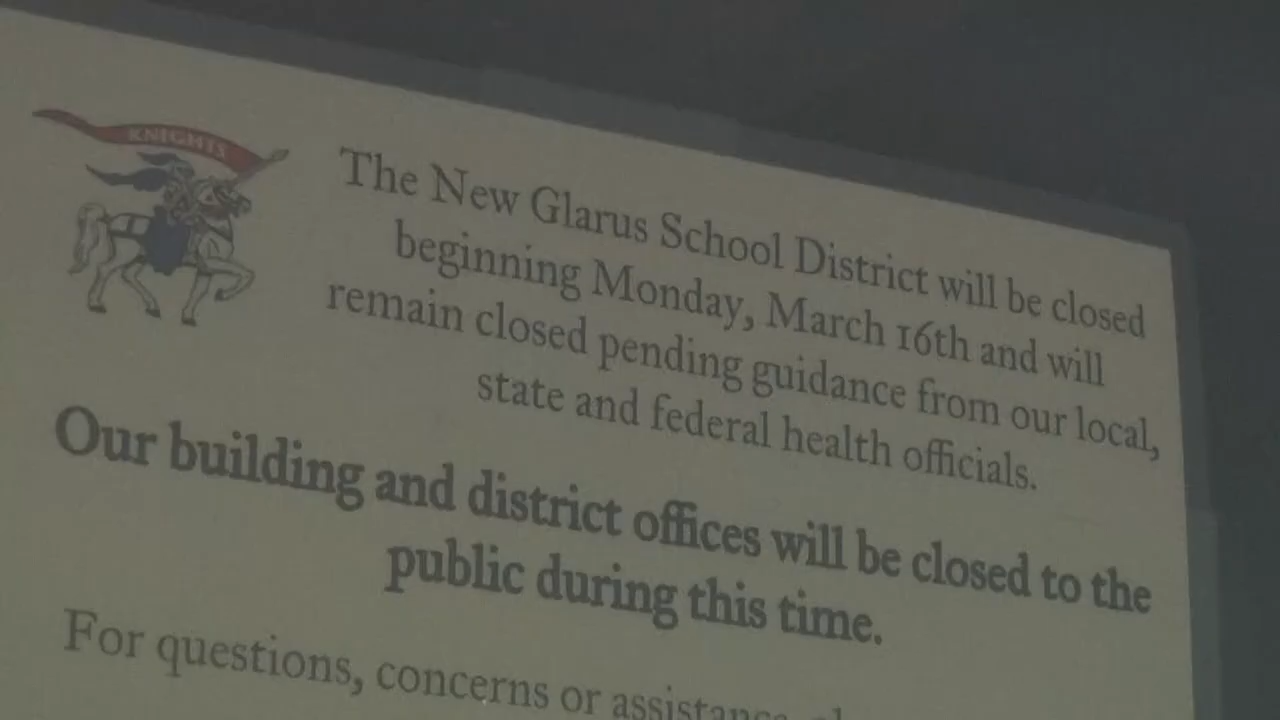 KNIGHTS
The New Glarus School District will be closed
beginning Monday, March 16th and will
remain closed pending guidance from our local,
state and federal health officials.
Our building and district offices will be closed to the
public during this time.
For questions, concerns or assistance